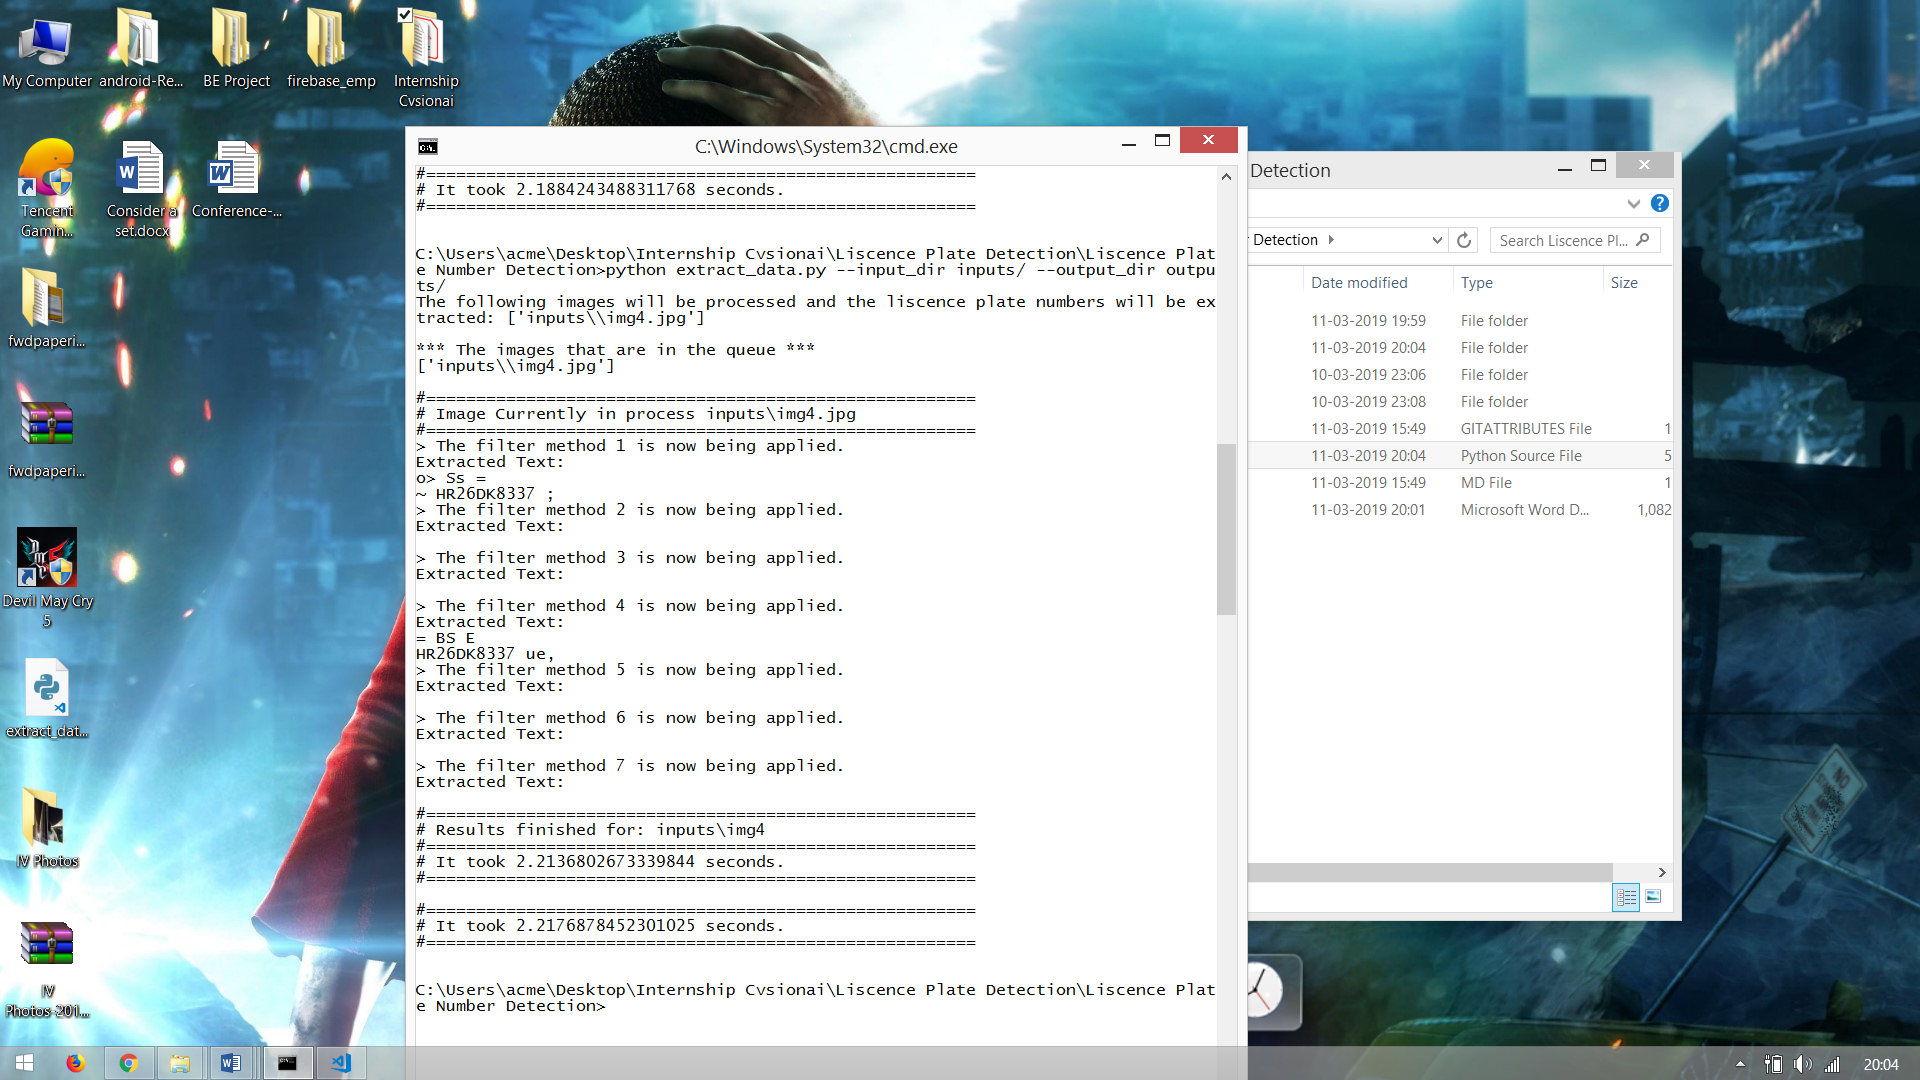 My Computer
android-Re...
BE Project
firebase_emp
Internship
Cvsionai
Tencent
Gamin...
Consider a
set.docx
Conference-...
fwdpaperi...
fwdpaperi...
Devil May Cry
5
extract_dat...
IV Photos
IV
Photos-201...
C:\Windows\System32\cmd.exe
#=======================================================
# It took 2.1884243488311768 seconds.
#=======================================================
C:\Users\acme\Desktop\Internship Cvsionai\Liscence Plate Detection\Liscence Plat
e Number Detection>python extract_data.py --input_dir inputs/ --output_dir outpu
ts/
The following images will be processed and the liscence plate numbers will be ex
tracted: ['inputs\\img4.jpg']
*** The images that are in the queue ***
['inputs\\img4.jpg']
#=======================================================
# Image Currently in process inputs\img4.jpg
#=======================================================
> The filter method 1 is now being applied.
Extracted Text:
o> Ss =
~ HR26DK8337 ;
> The filter method 2 is now being applied.
Extracted Text:
> The filter method 3 is now being applied.
Extracted Text:
> The filter method 4 is now being applied.
Extracted Text:
= BS E
HR26DK8337 ue,
> The filter method 5 is now being applied.
Extracted Text:
> The filter method 6 is now being applied.
Extracted Text:
> The filter method 7 is now being applied.
Extracted Text:
#=======================================================
# Results finished for: inputs\img4
#=======================================================
# It took 2.2136802673339844 seconds.
#=======================================================
#=======================================================
# It took 2.2176878452301025 seconds.
#=======================================================
C:\Users\acme\Desktop\Internship Cvsionai\Liscence Plate Detection\Liscence Plat
e Number Detection>
Detection
Detection
Search Liscence Pl...
Date modified Type Size
11-03-2019 19:59 File folder
11-03-2019 20:04 File folder
10-03-2019 23:06 File folder
10-03-2019 23:08 File folder
11-03-2019 15:49 GITATTRIBUTES File 1
11-03-2019 20:04 Python Source File 5
11-03-2019 15:49 MD File 1
11-03-2019 20:01 Microsoft Word D... 1,082
NO
20:04